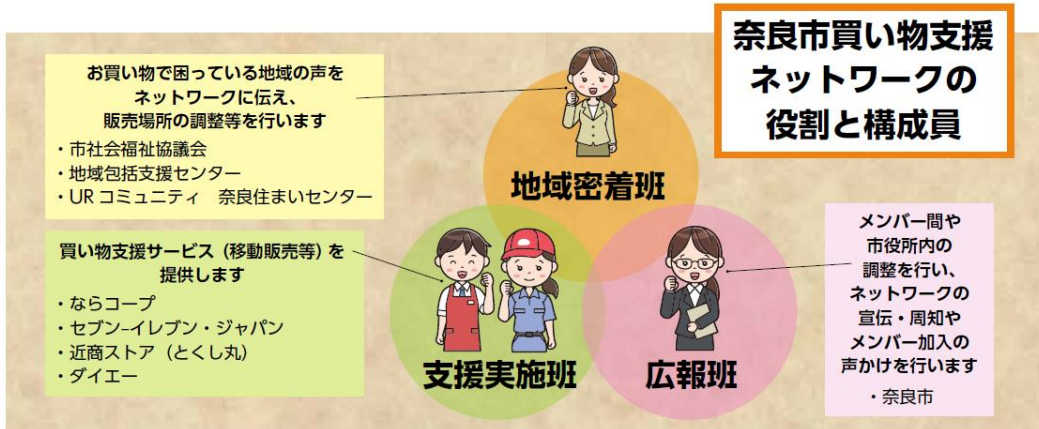 奈良市買い物支援
ネットワークの
役割と構成員
お買い物で困っている地域の声を
ネットワークに伝え、
販売場所の調整等を行います
・市社会福祉協議会
・地域包括支援センター
・URコミュニティ　奈良住まいセンター
地域密着班
買い物支援サービス（移動販売等）を
提供します
・ならコープ
・セブン–イレブン・ジャパン
・近商ストア（とくし丸）
・ダイエー
支援実施班
広報班
メンバー間や
市役所内の
調整を行い、
ネットワークの
宣伝・周知や
メンバー加入の
声かけを行います
・奈良市